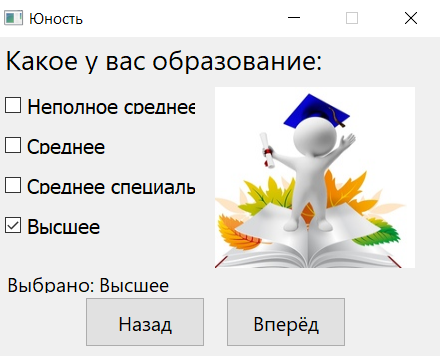 Юность
Какое у вас образование:
Неполное среднее
Среднее
Среднее специаль
Высшее
Выбрано: Высшее
Назад
Вперёд